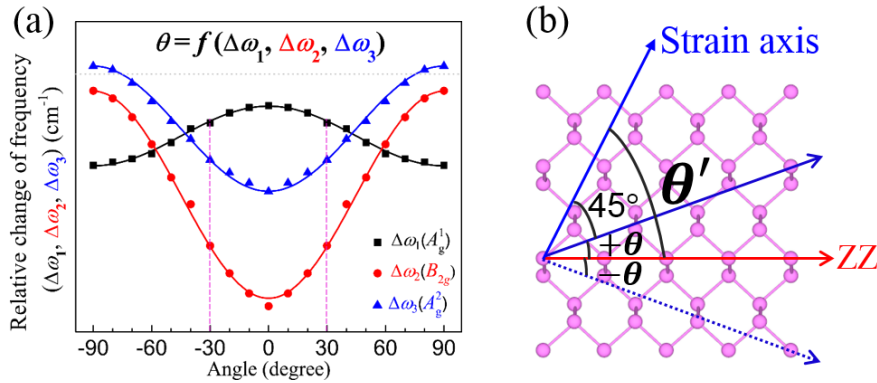 (a)
θ = f (Δω₁, Δω₂, Δω₃)
Relative change of frequency
(Δω₁, Δω₂, Δω₃) (cm⁻¹)
Δω₁(A¹g)
Δω₂(B₂g)
Δω₃(A²g)
-90 -60 -30 0 30 60 90
Angle (degree)
(b)
Strain axis
θ′
45°
+θ
−θ
ZZ